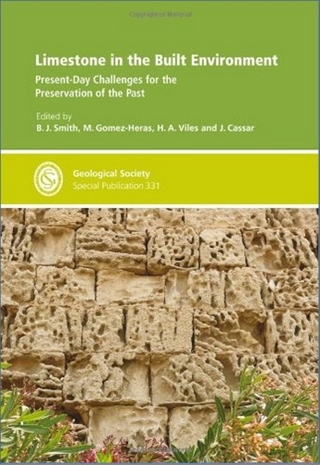 Limestone in the Built Environment
Present-Day Challenges for the
Preservation of the Past
Edited by
B. J. Smith, M. Gomez-Heras, H. A. Viles and J. Cassar
Geological Society
Special Publication 331